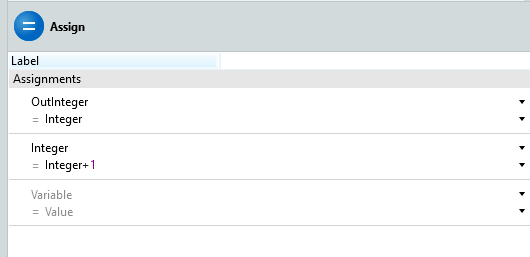 Assign
Label
Assignments
OutInteger
= Integer
Integer
= Integer+1
Variable
= Value